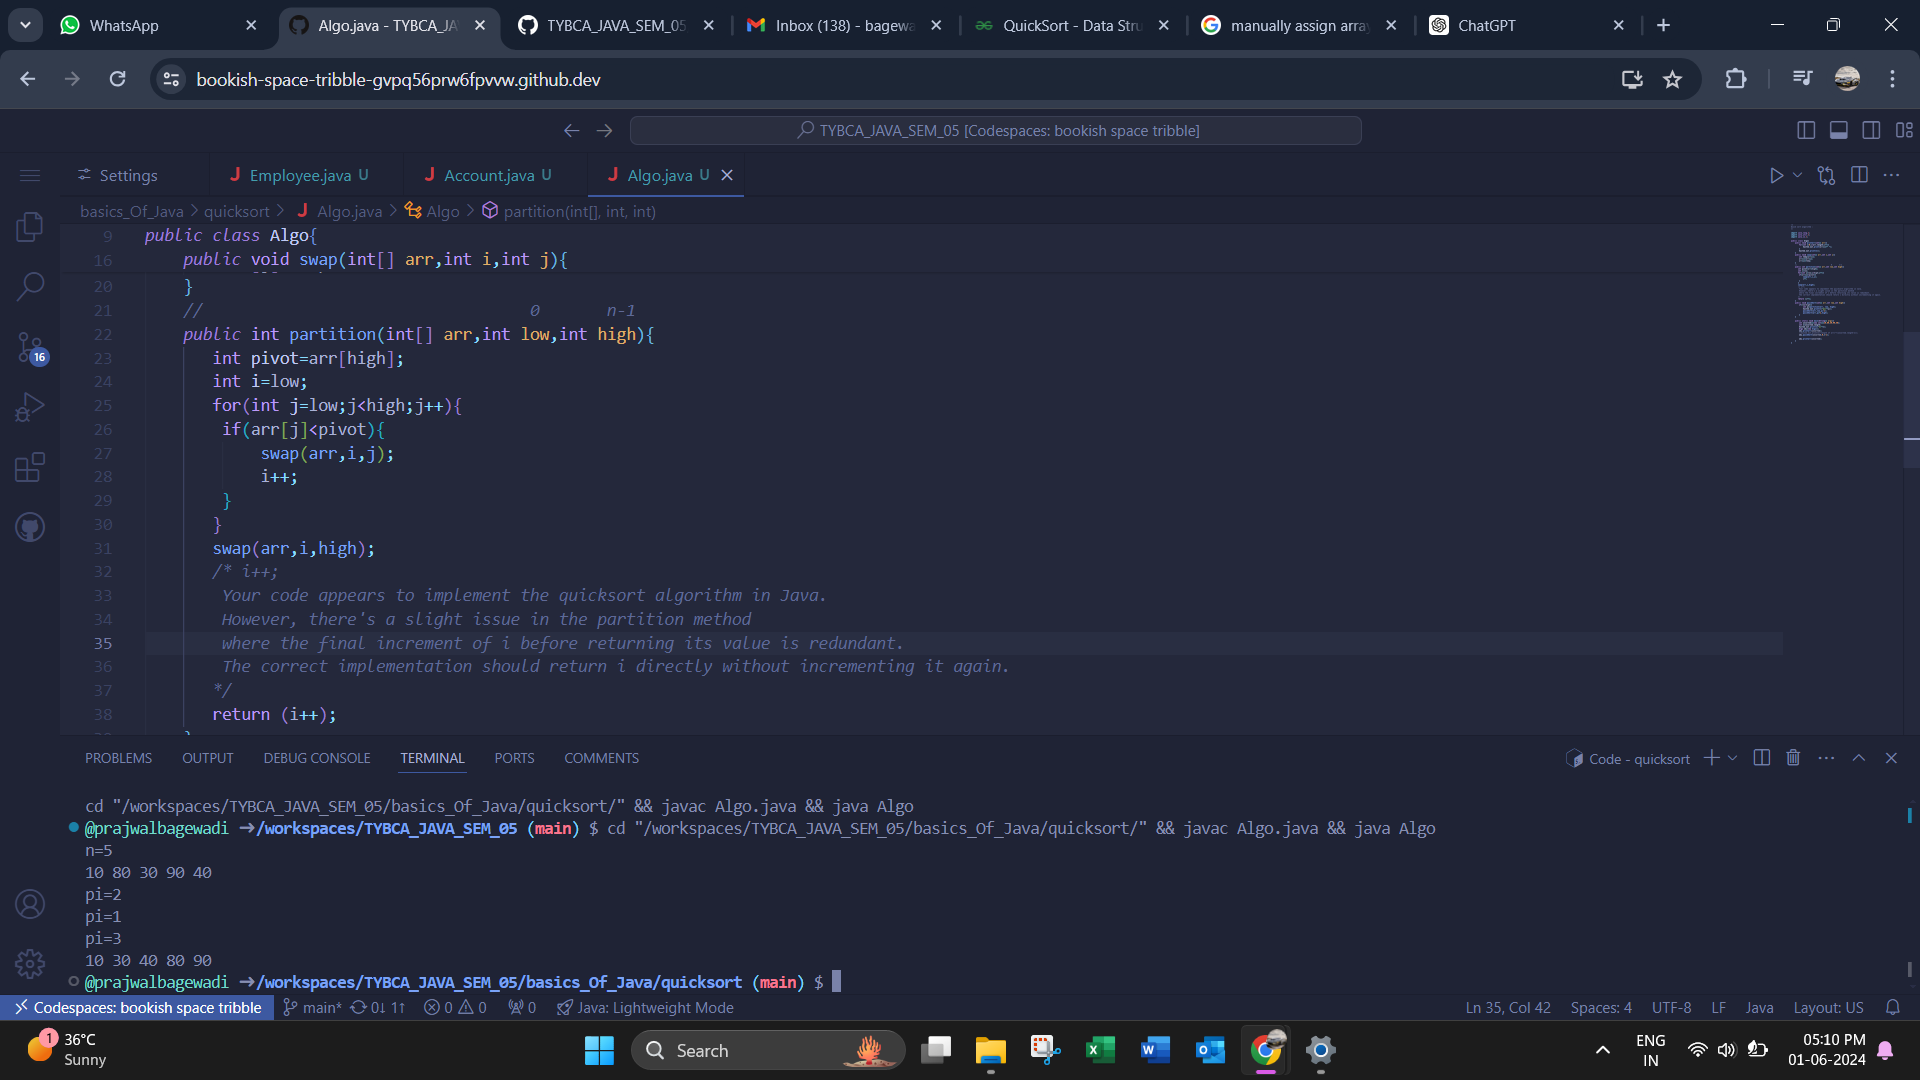 WhatsApp
Algo.java - TYBCA_JA
TYBCA_JAVA_SEM_05
Inbox (138) - bagewa
QuickSort - Data Stru
manually assign array
ChatGPT
bookish-space-tribble-gvpq56prw6fpvvw.github.dev
TYBCA_JAVA_SEM_05 [Codespaces: bookish space tribble]
Settings
J Employee.java U
J Account.java U
J Algo.java U
basics_Of_Java > quicksort > J Algo.java > Algo > partition(int[], int, int)
9 public class Algo{
16 public void swap(int[] arr,int i,int j){
20 }
21 // 0 n-1
22 public int partition(int[] arr,int low,int high){
23 int pivot=arr[high];
24 int i=low;
25 for(int j=low;j<high;j++){
26 if(arr[j]<pivot){
27 swap(arr,i,j);
28 i++;
29 }
30 }
31 swap(arr,i,high);
32 /* i++;
33 Your code appears to implement the quicksort algorithm in Java.
34 However, there's a slight issue in the partition method
35 where the final increment of i before returning its value is redundant.
36 The correct implementation should return i directly without incrementing it again.
37 */
38 return (i++);
16
PROBLEMS OUTPUT DEBUG CONSOLE TERMINAL PORTS COMMENTS
Code - quicksort
cd "/workspaces/TYBCA_JAVA_SEM_05/basics_Of_Java/quicksort/" && javac Algo.java && java Algo
@prajwalbagewadi →/workspaces/TYBCA_JAVA_SEM_05 (main) $ cd "/workspaces/TYBCA_JAVA_SEM_05/basics_Of_Java/quicksort/" && javac Algo.java && java Algo
n=5
10 80 30 90 40
pi=2
pi=1
pi=3
10 30 40 80 90
@prajwalbagewadi →/workspaces/TYBCA_JAVA_SEM_05/basics_Of_Java/quicksort (main) $
Codespaces: bookish space tribble main* 0↓ 1↑ 0 0 0 Java: Lightweight Mode
Ln 35, Col 42 Spaces: 4 UTF-8 LF Java Layout: US
1
36°C
Sunny
Search
ENG
IN
05:10 PM
01-06-2024